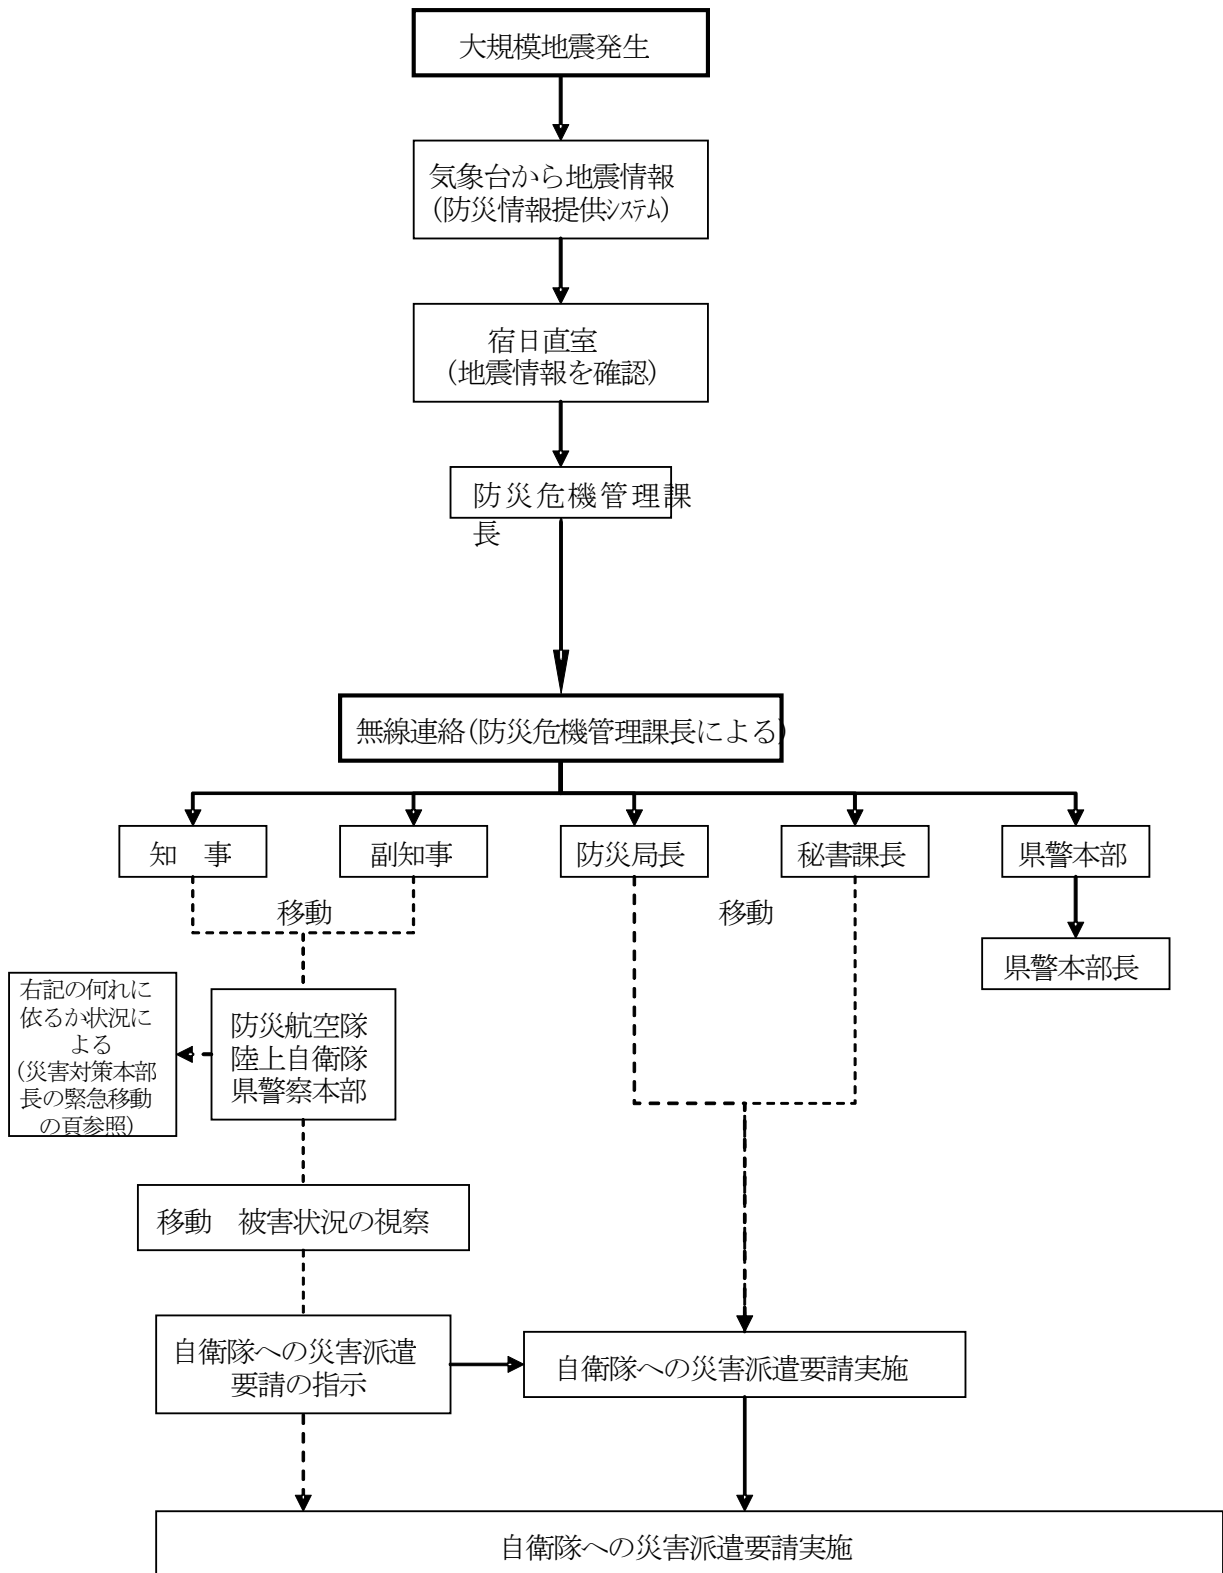 大規模地震発生
気象台から地震情報
(防災情報提供ｼｽﾃﾑ)
宿日直室
(地震情報を確認)
防災危機管理課
長
無線連絡(防災危機管理課長による)
知　事
副知事
防災局長
秘書課長
県警本部
移動
移動
県警本部長
右記の何れに
依るか状況に
よる
(災害対策本部
長の緊急移動
の頁参照)
防災航空隊
陸上自衛隊
県警察本部
移動　被害状況の視察
自衛隊への災害派遣
要請の指示
自衛隊への災害派遣要請実施
自衛隊への災害派遣要請実施